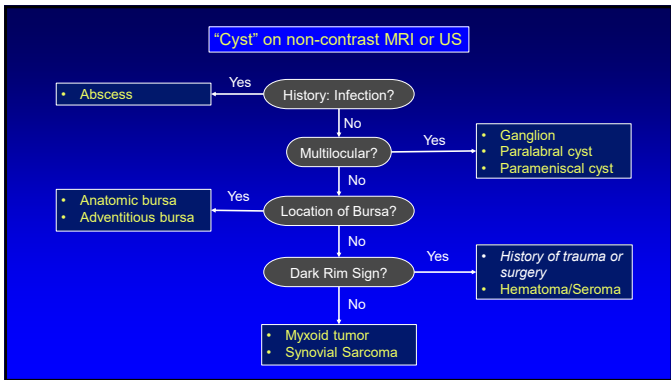 “Cyst” on non-contrast MRI or US
Yes
• Abscess
History: Infection?
No
Yes
Multilocular?
• Ganglion
• Paralabral cyst
• Parameniscal cyst
No
• Anatomic bursa
• Adventitious bursa
Yes
Location of Bursa?
No
Yes
Dark Rim Sign?
• History of trauma or
surgery
• Hematoma/Seroma
No
• Myxoid tumor
• Synovial Sarcoma